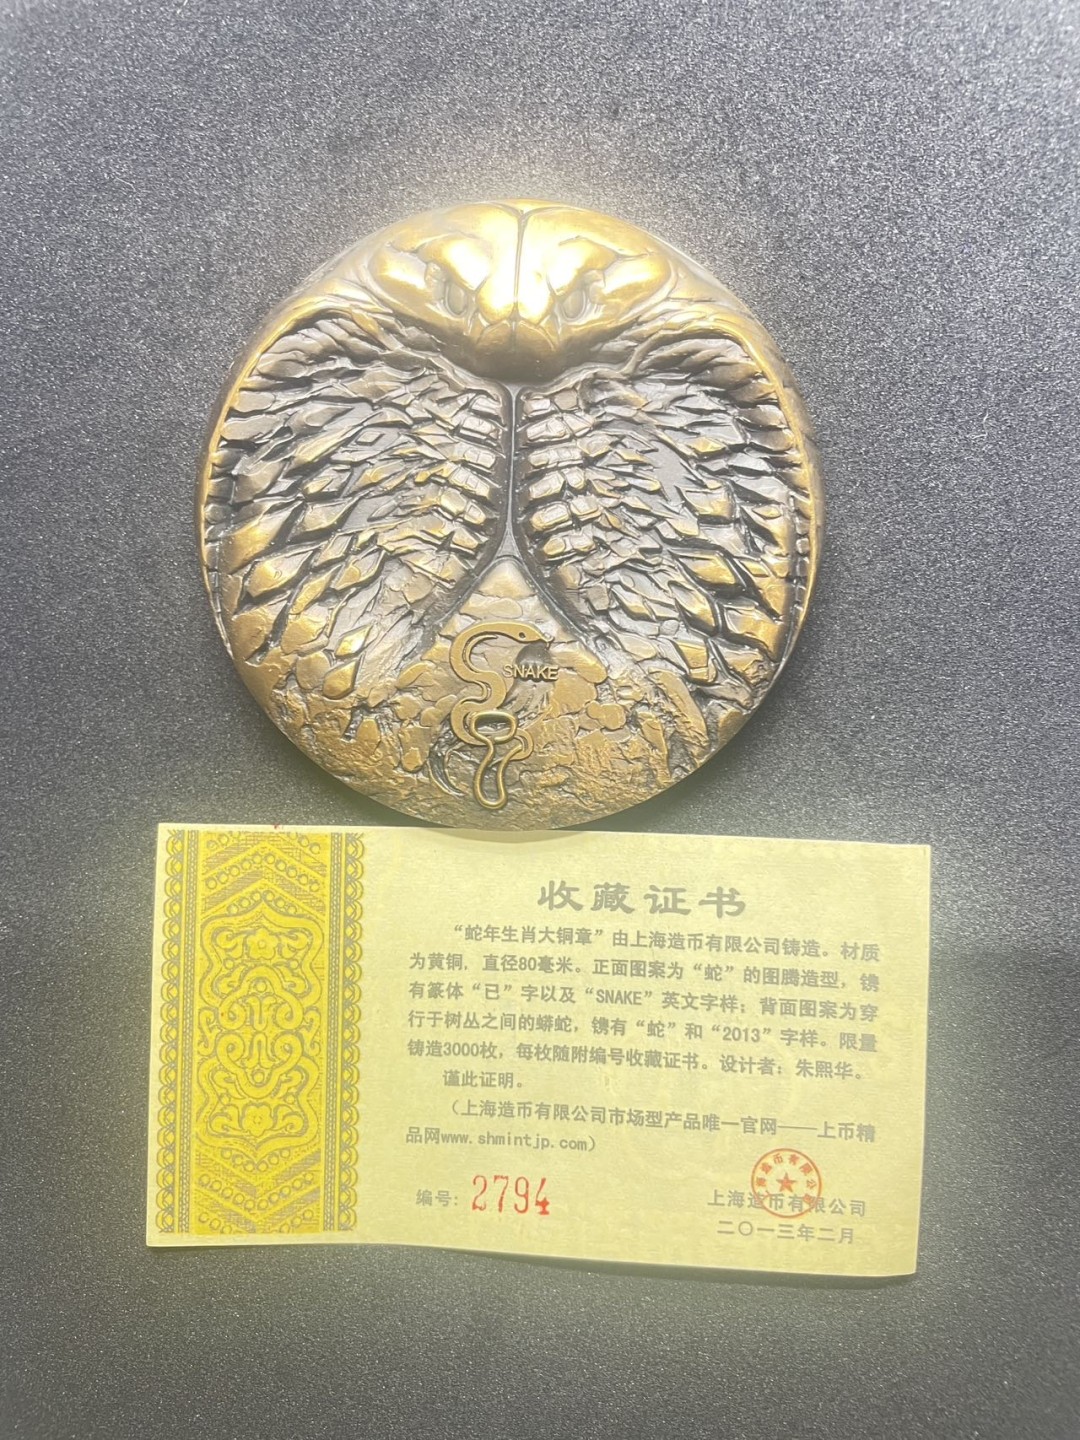 SNAKE
收藏证书
“蛇年生肖大铜章”由上海造币有限公司铸造。材质
为黄铜，直径80毫米。正面图案为“蛇”的图腾造型，镌
有篆体“已”字以及“SNAKE”英文字样；背面图案为穿
行于树丛之间的蟒蛇，镌有“蛇”和“2013”字样。限量
铸造3000枚，每枚随附编号收藏证书。设计者：朱熙华。
谨此证明。
（上海造币有限公司市场型产品唯一官网——上币精
品网www.shmintjp.com）
编号：2794
上海造币有限公司
二〇一三年二月